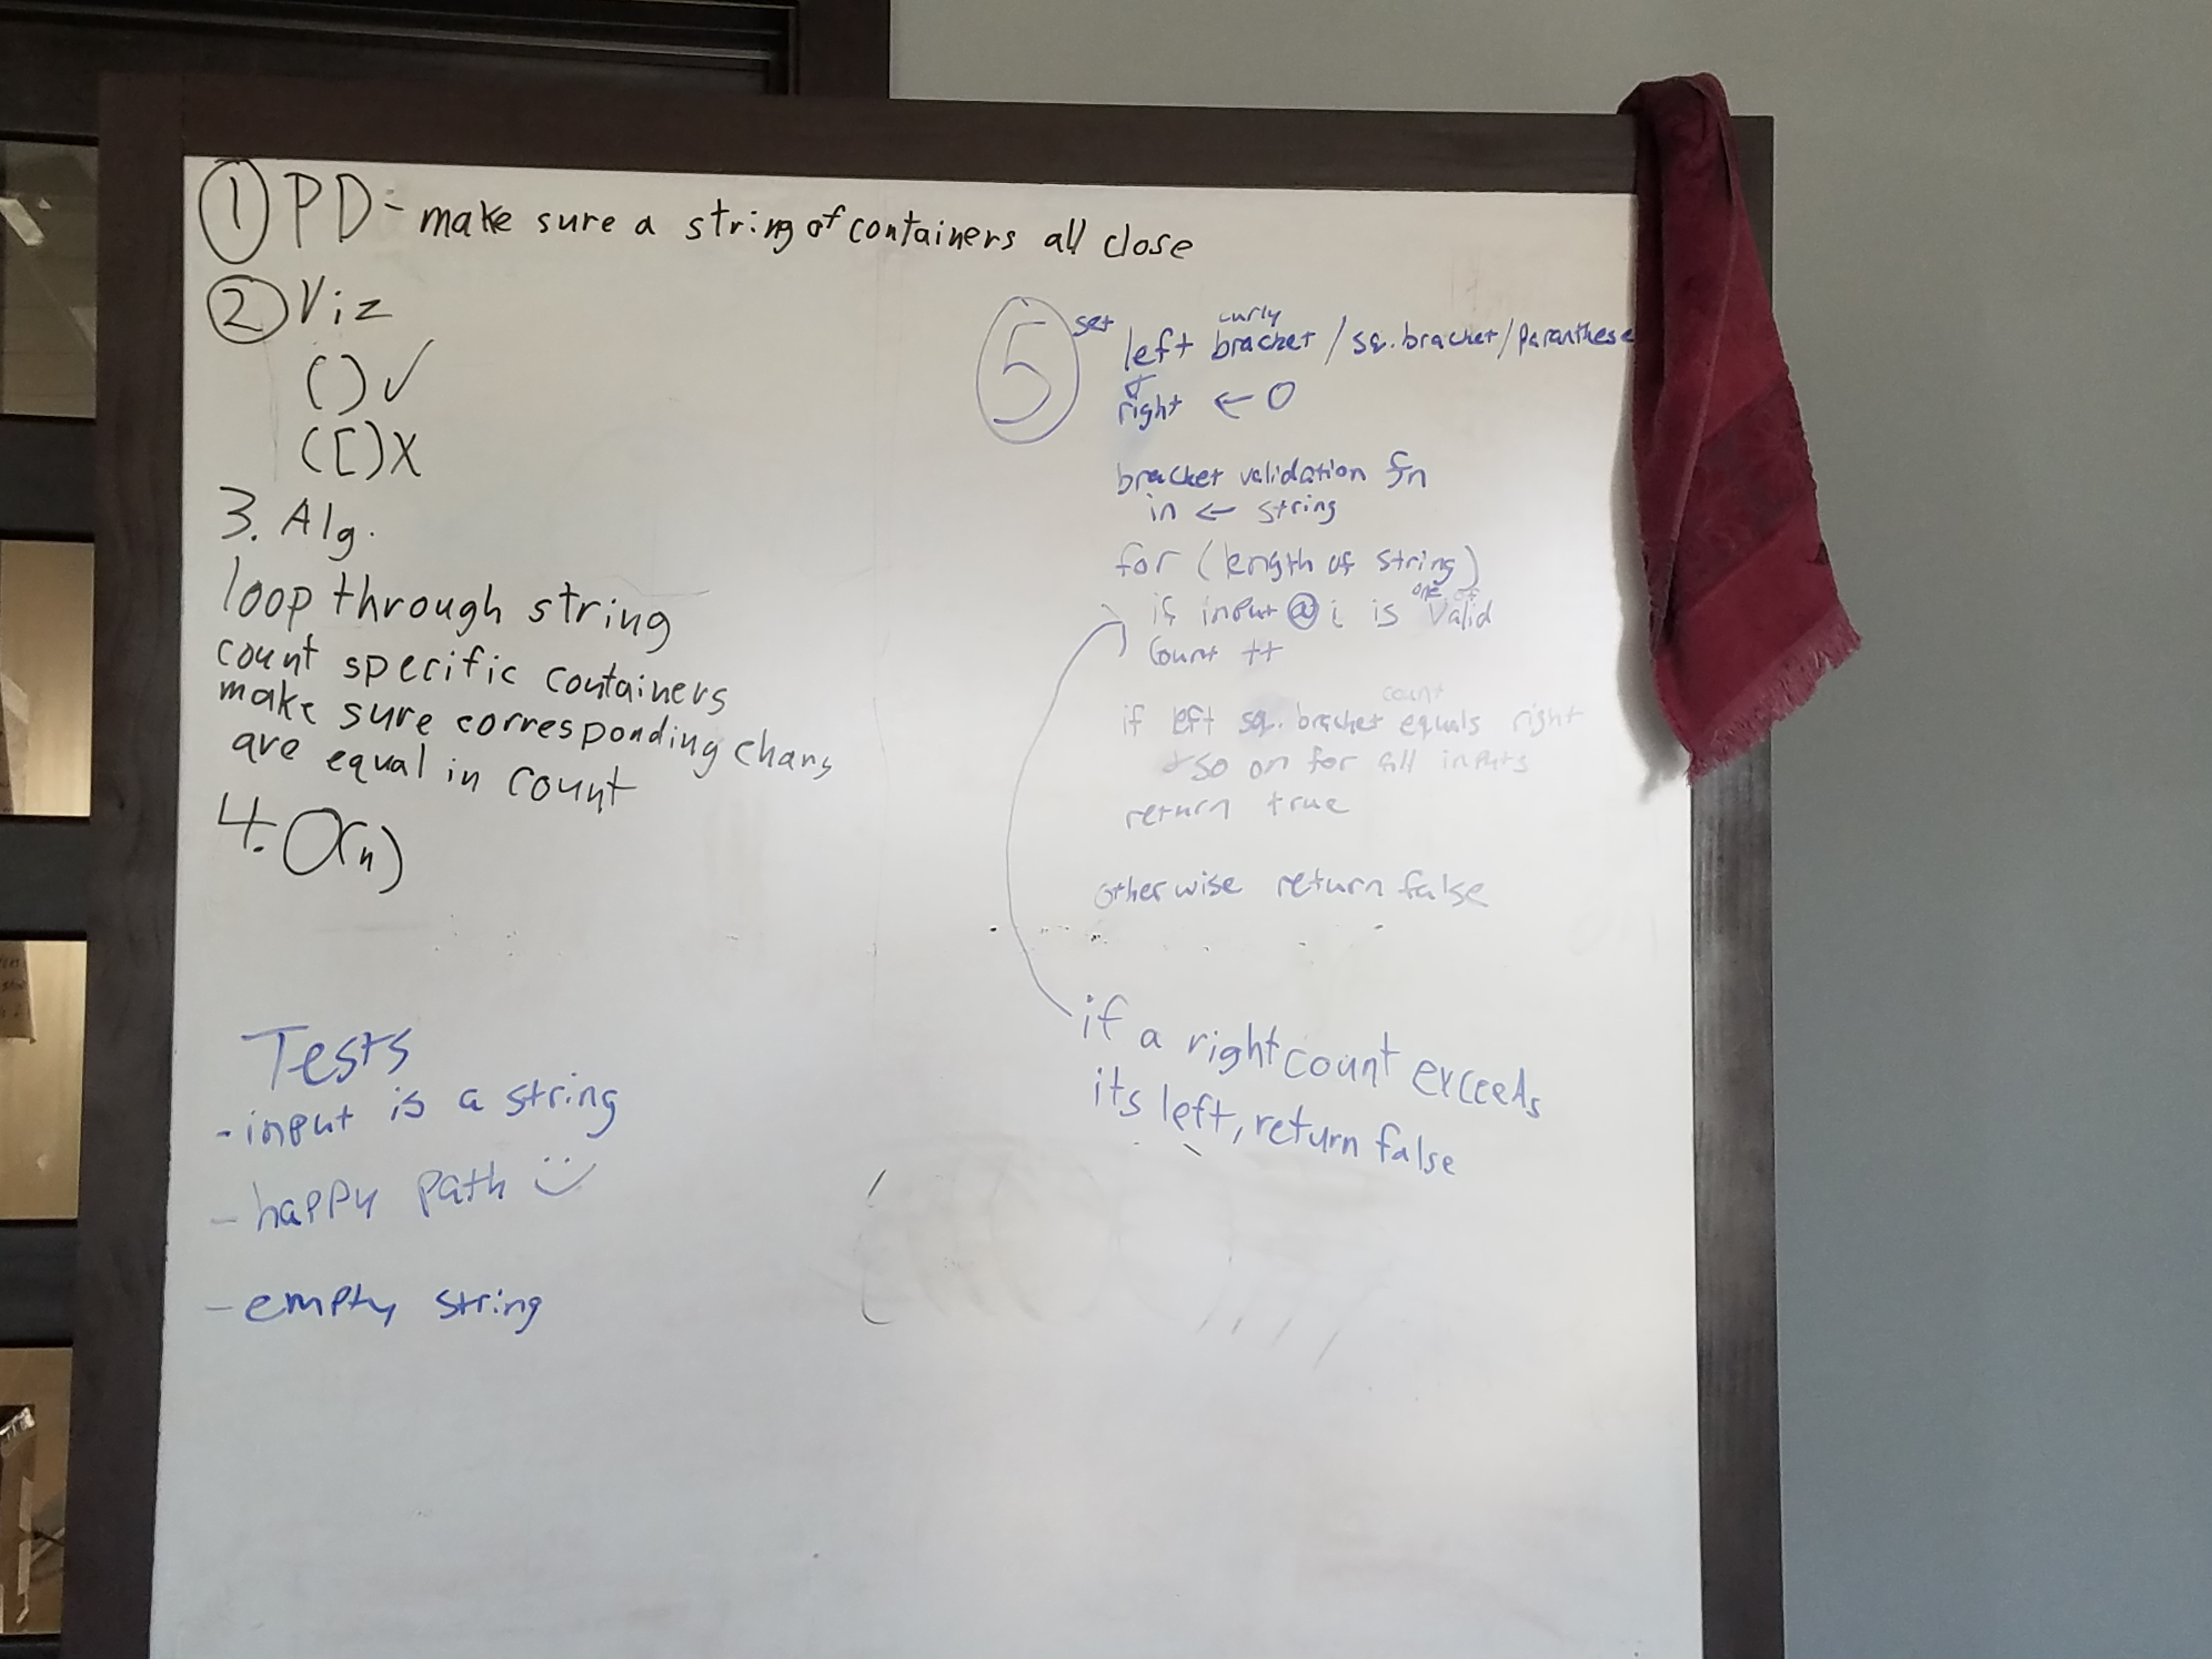 ① PD - make sure a string of containers all close
② Viz
() ✓
([) X
3. Alg.
loop through string
count specific containers
make sure corresponding chars
are equal in count
4. O(n)
Tests
- input is a string
- happy path
- empty string
⑤ set left curly bracket / sq. bracket / paranthese
& right ← 0
bracket validation fn
in ← string
for (length of string)
if input @ i is one of valid
count ++
if left sq. bracket count equals right
& so on for all inputs
return true
otherwise return false
if a right count exceeds
its left, return false